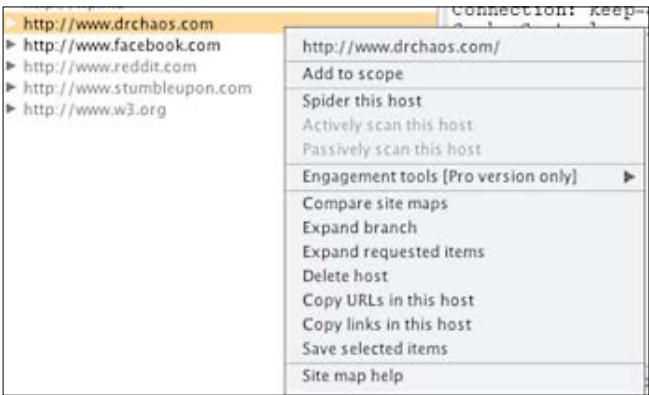 http://www.drchaos.com
Connection: keep-
http://www.facebook.com
http://www.reddit.com
http://www.stumbleupon.com
http://www.w3.org
http://www.drchaos.com/
Add to scope
Spider this host
Actively scan this host
Passively scan this host
Engagement tools [Pro version only]
Compare site maps
Expand branch
Expand requested items
Delete host
Copy URLs in this host
Copy links in this host
Save selected items
Site map help